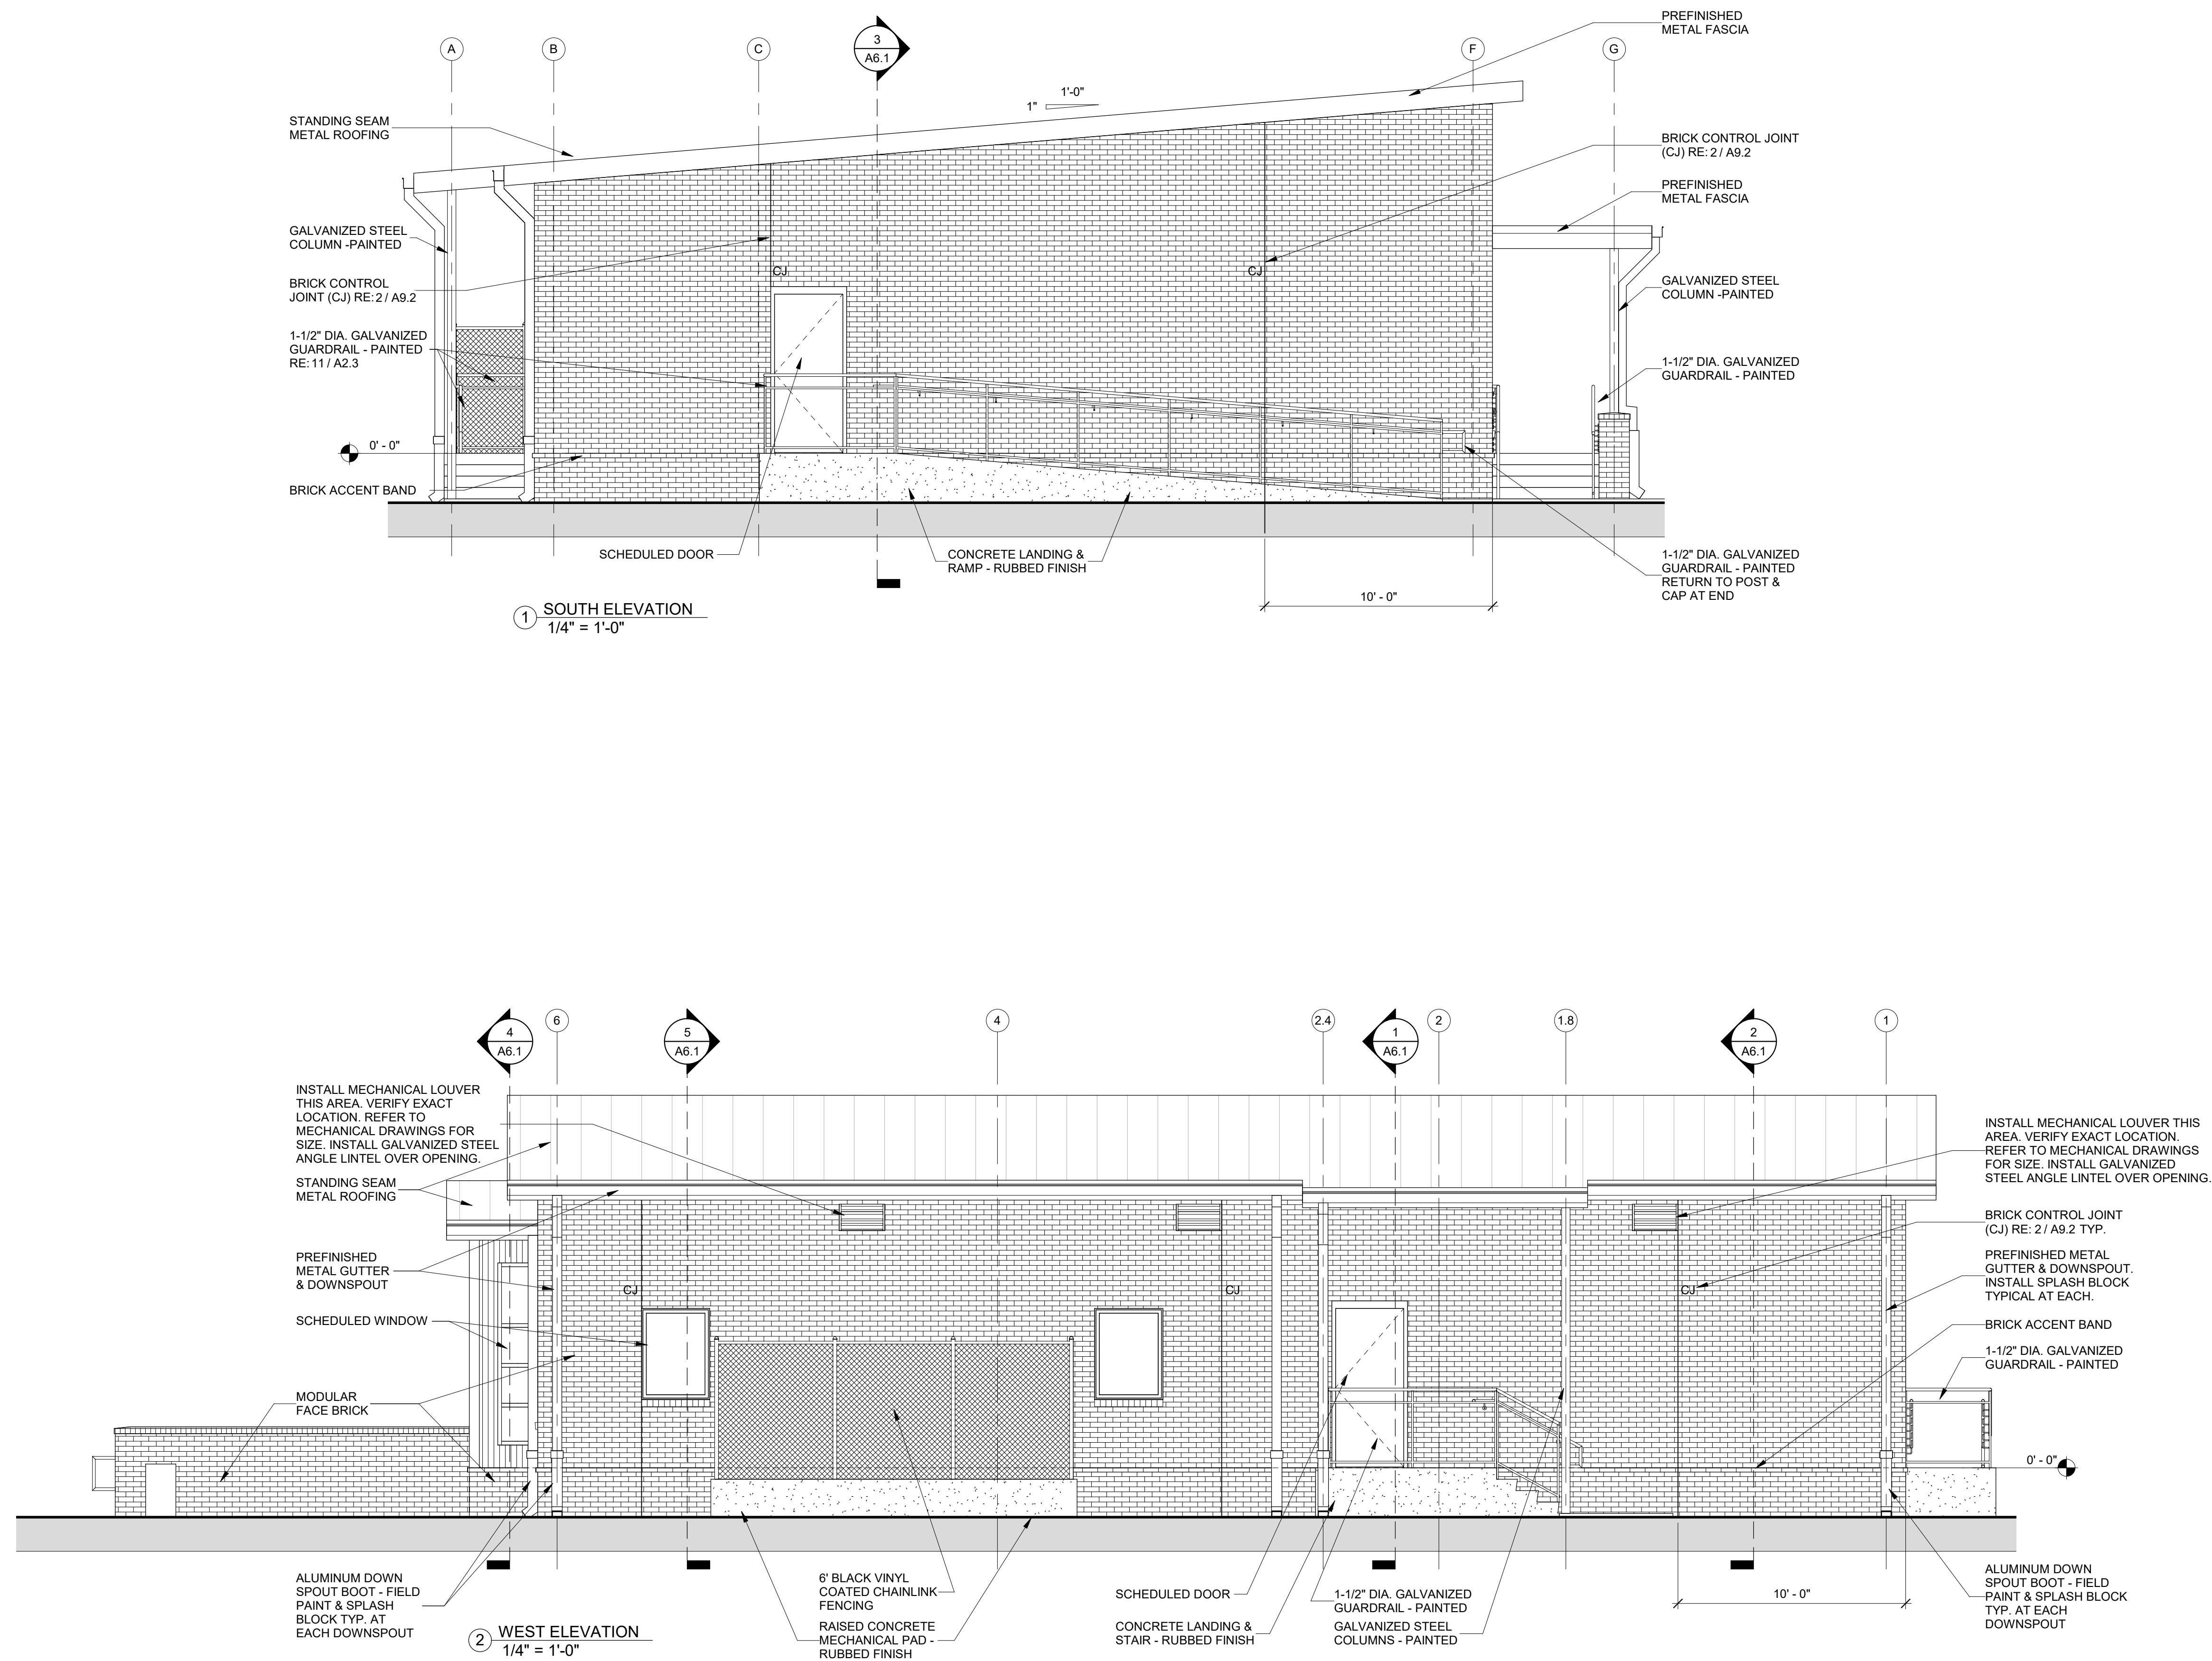 PREFINISHED
METAL FASCIA
A
B
C
3
A6.1
F
G
1'-0"
1"
STANDING SEAM
METAL ROOFING
BRICK CONTROL JOINT
(CJ) RE: 2 / A9.2
PREFINISHED
METAL FASCIA
GALVANIZED STEEL
COLUMN -PAINTED
BRICK CONTROL
JOINT (CJ) RE: 2 / A9.2
CJ
CJ
GALVANIZED STEEL
COLUMN -PAINTED
1-1/2" DIA. GALVANIZED
GUARDRAIL - PAINTED
RE: 11 / A2.3
1-1/2" DIA. GALVANIZED
GUARDRAIL - PAINTED
0' - 0"
BRICK ACCENT BAND
SCHEDULED DOOR
CONCRETE LANDING &
RAMP - RUBBED FINISH
1-1/2" DIA. GALVANIZED
GUARDRAIL - PAINTED
RETURN TO POST &
CAP AT END
10' - 0"
1
SOUTH ELEVATION
1/4" = 1'-0"
4
A6.1
6
5
A6.1
4
2.4
1
A6.1
2
1.8
2
A6.1
1
INSTALL MECHANICAL LOUVER
THIS AREA. VERIFY EXACT
LOCATION. REFER TO
MECHANICAL DRAWINGS FOR
SIZE. INSTALL GALVANIZED STEEL
ANGLE LINTEL OVER OPENING.
STANDING SEAM
METAL ROOFING
PREFINISHED
METAL GUTTER
& DOWNSPOUT
SCHEDULED WINDOW
MODULAR
FACE BRICK
CJ
CJ
CJ
INSTALL MECHANICAL LOUVER THIS
AREA. VERIFY EXACT LOCATION.
REFER TO MECHANICAL DRAWINGS
FOR SIZE. INSTALL GALVANIZED
STEEL ANGLE LINTEL OVER OPENING.
BRICK CONTROL JOINT
(CJ) RE: 2 / A9.2 TYP.
PREFINISHED METAL
GUTTER & DOWNSPOUT.
INSTALL SPLASH BLOCK
TYPICAL AT EACH.
BRICK ACCENT BAND
1-1/2" DIA. GALVANIZED
GUARDRAIL - PAINTED
0' - 0"
ALUMINUM DOWN
SPOUT BOOT - FIELD
PAINT & SPLASH
BLOCK TYP. AT
EACH DOWNSPOUT
6' BLACK VINYL
COATED CHAINLINK
FENCING
RAISED CONCRETE
MECHANICAL PAD -
RUBBED FINISH
SCHEDULED DOOR
CONCRETE LANDING &
STAIR - RUBBED FINISH
1-1/2" DIA. GALVANIZED
GUARDRAIL - PAINTED
GALVANIZED STEEL
COLUMNS - PAINTED
10' - 0"
ALUMINUM DOWN
SPOUT BOOT - FIELD
PAINT & SPLASH BLOCK
TYP. AT EACH
DOWNSPOUT
2
WEST ELEVATION
1/4" = 1'-0"